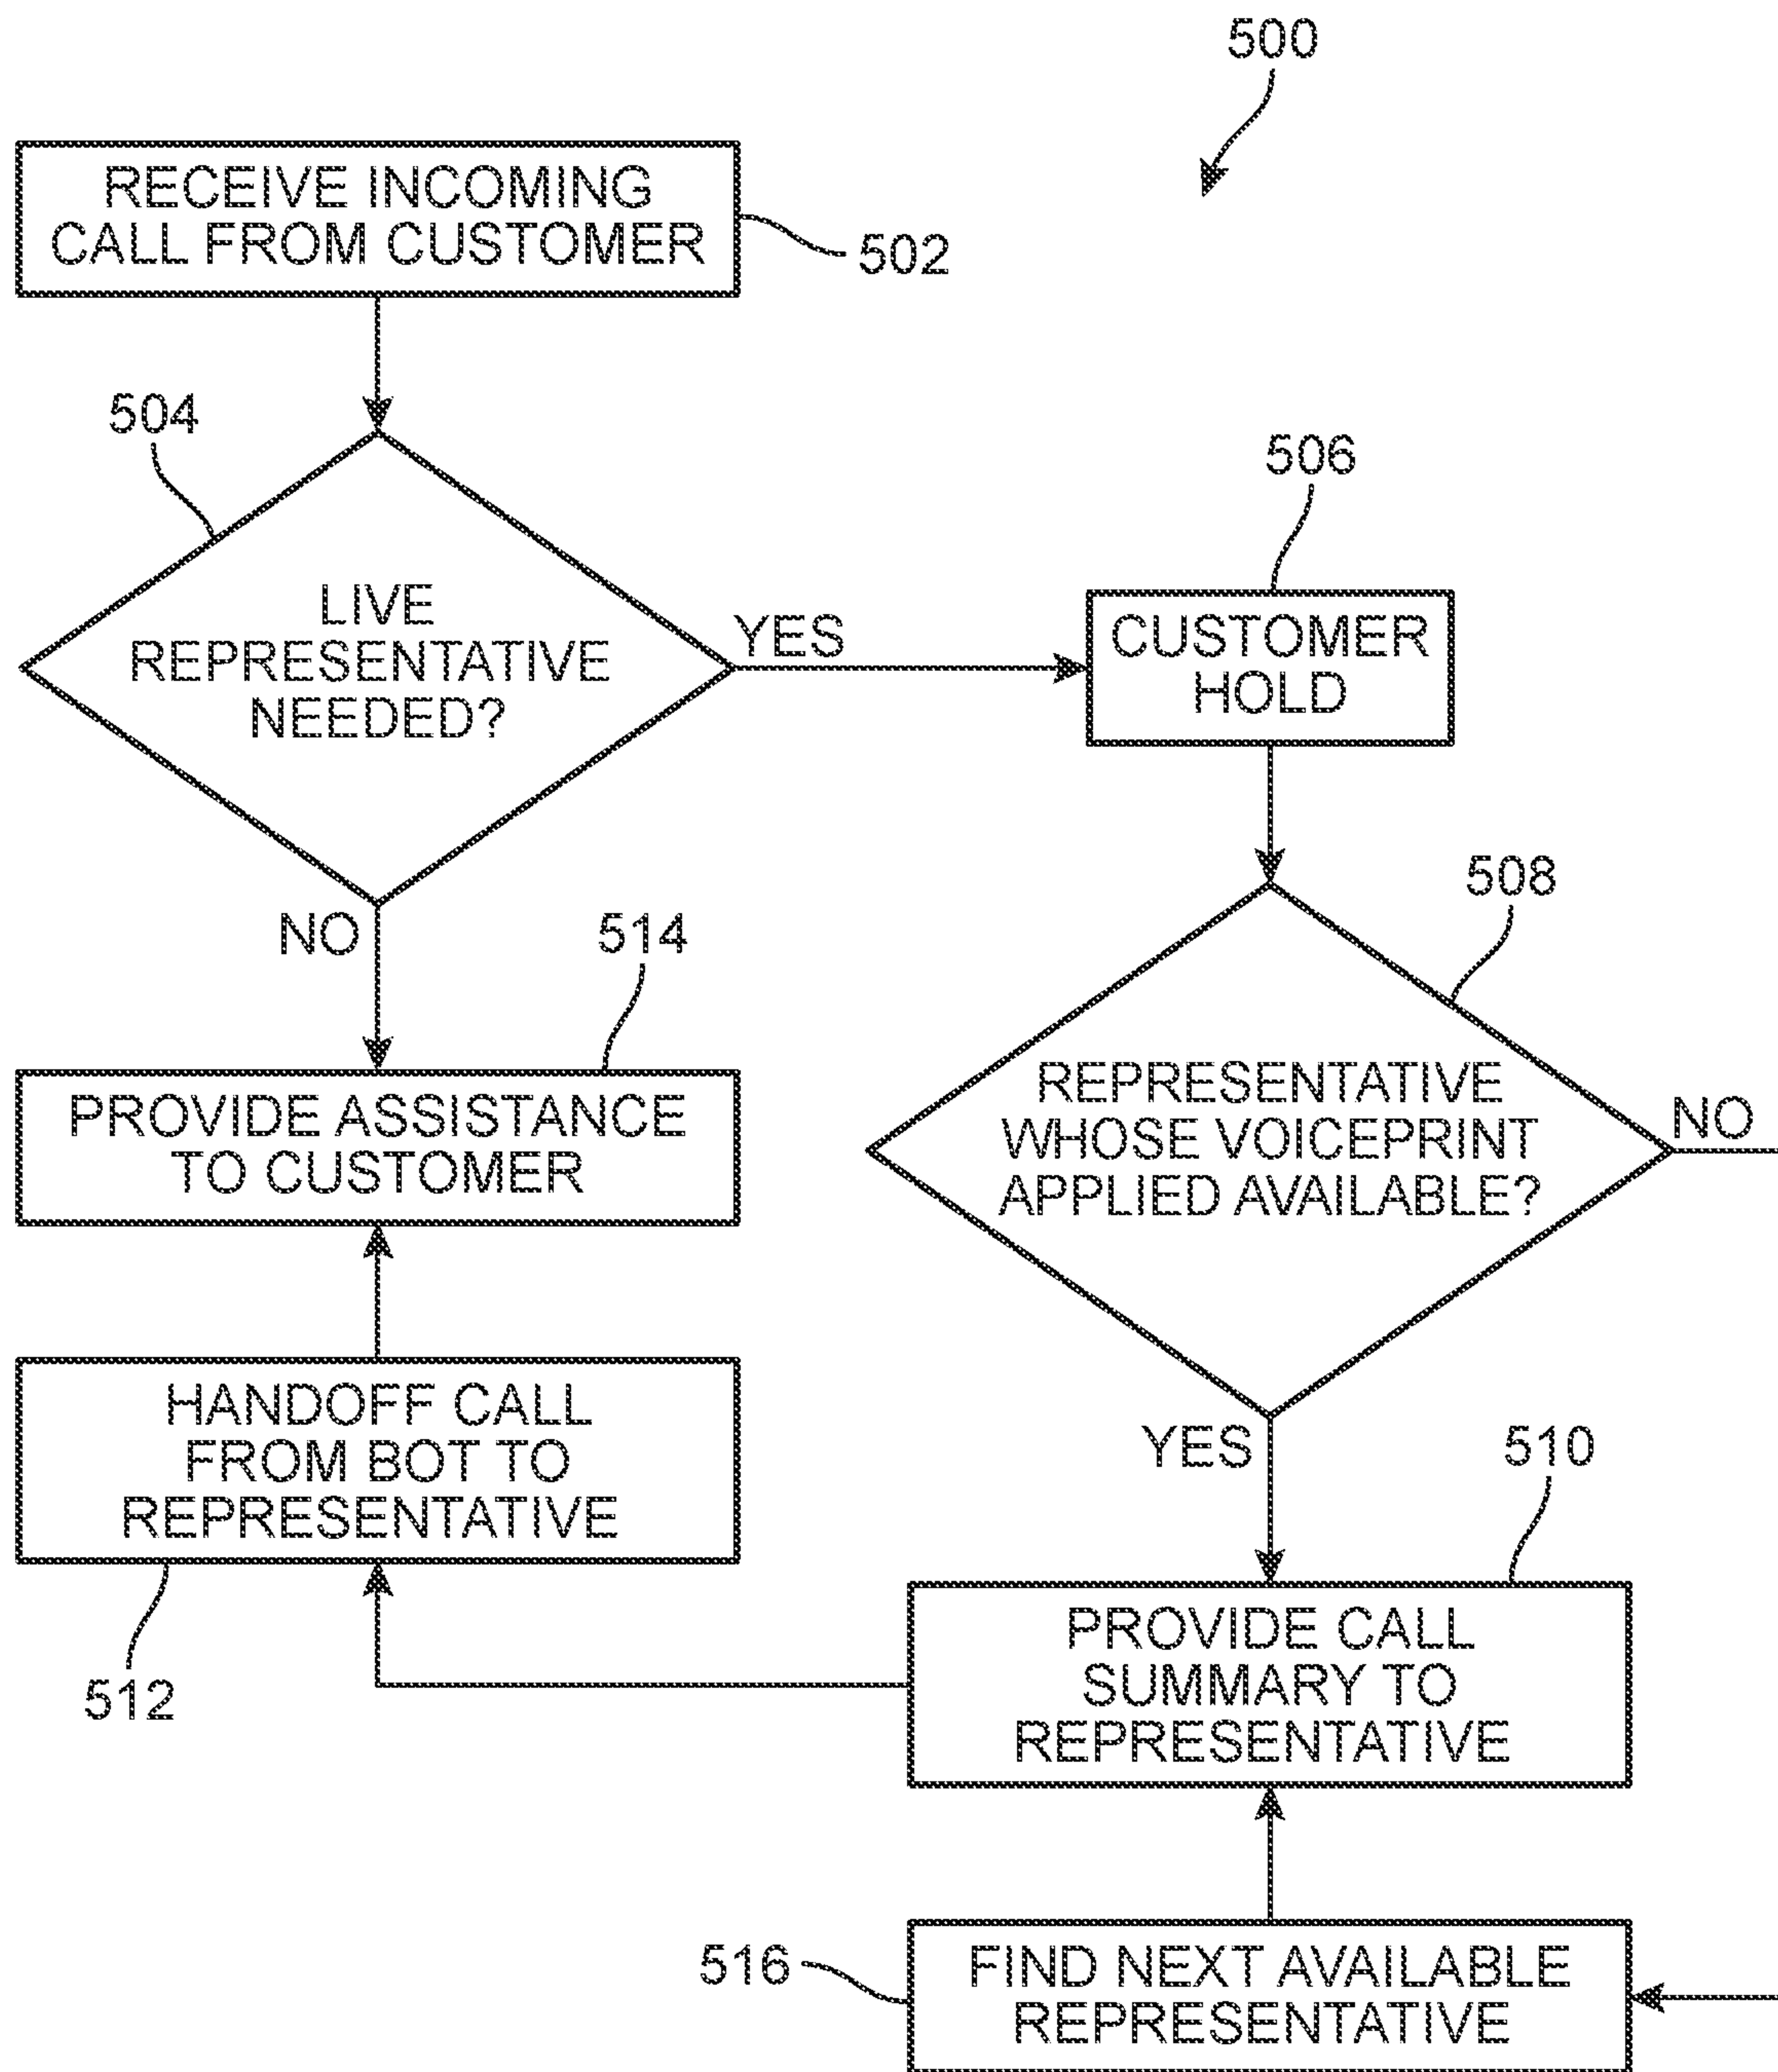 500
RECEIVE INCOMING
CALL FROM CUSTOMER
502
504
LIVE
REPRESENTATIVE
NEEDED?
YES
NO
506
CUSTOMER
HOLD
508
REPRESENTATIVE
WHOSE VOICEPRINT
APPLIED AVAILABLE?
NO
YES
514
PROVIDE ASSISTANCE
TO CUSTOMER
HANDOFF CALL
FROM BOT TO
REPRESENTATIVE
512
510
PROVIDE CALL
SUMMARY TO
REPRESENTATIVE
516
FIND NEXT AVAILABLE
REPRESENTATIVE